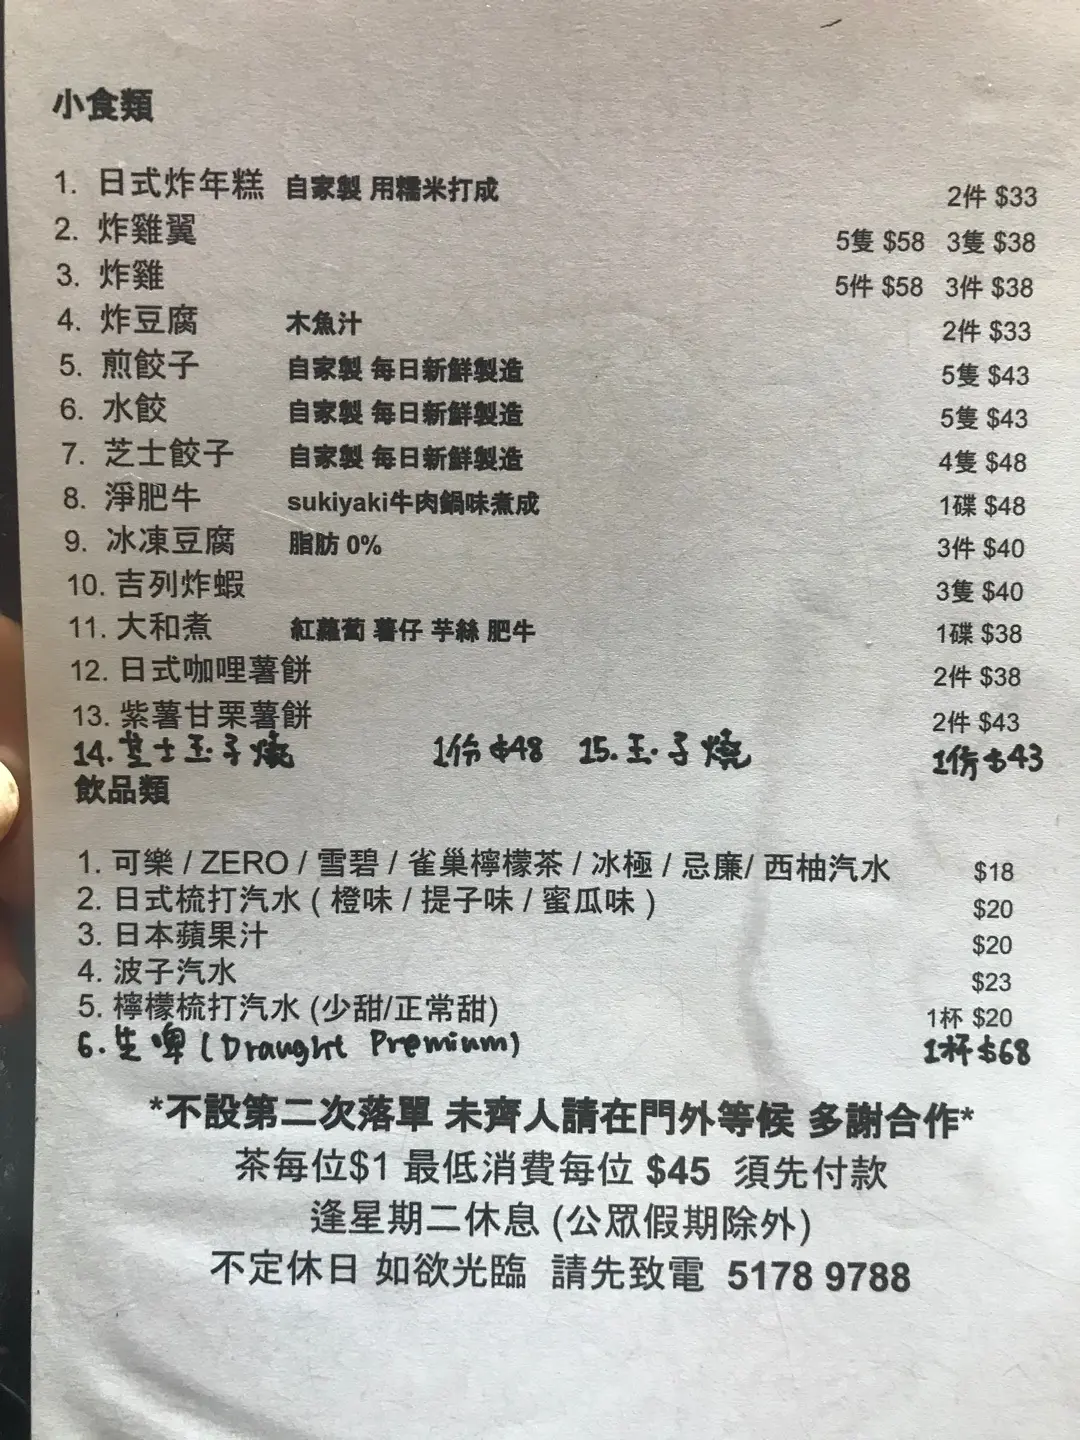 小食類
1. 日式炸年糕 自家製 用糯米打成 2件 $33
2. 炸雞翼 5隻 $58 3隻 $38
3. 炸雞 5件 $58 3件 $38
4. 炸豆腐 木魚汁 2件 $33
5. 煎餃子 自家製 每日新鮮製造 5隻 $43
6. 水餃 自家製 每日新鮮製造 5隻 $43
7. 芝士餃子 自家製 每日新鮮製造 4隻 $48
8. 淨肥牛 sukiyaki牛肉鍋味煮成 1碟 $48
9. 冰凍豆腐 脂肪 0% 3件 $40
10. 吉列炸蝦 3隻 $40
11. 大和煮 紅蘿蔔 薯仔 芋絲 肥牛 1碟 $38
12. 日式咖哩薯餅 2件 $38
13. 紫薯甘栗薯餅 2件 $43
14. 芝士玉子燒 1份 $48 15. 玉子燒 1份 $43
飲品類
1. 可樂 / ZERO / 雪碧 / 雀巢檸檬茶 / 冰極 / 忌廉/ 西柚汽水 $18
2. 日式梳打汽水 ( 橙味 / 提子味 / 蜜瓜味 ) $20
3. 日本蘋果汁 $20
4. 波子汽水 $23
5. 檸檬梳打汽水 (少甜/正常甜) 1杯 $20
6. 生啤 (Draught Premium) 1杯 $68
*不設第二次落單 未齊人請在門外等候 多謝合作*
茶每位$1 最低消費每位 $45 須先付款
逢星期二休息 (公眾假期除外)
不定休日 如欲光臨 請先致電 5178 9788